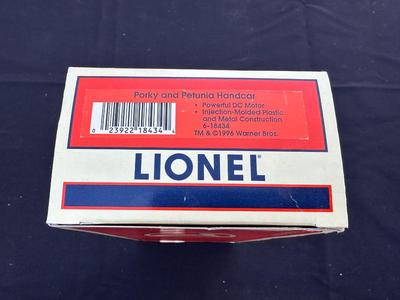 Porky and Petunia Handcar
• Powerful DC Motor
• Injection-Molded Plastic
and Metal Construction
6-18434
TM & ©1996 Warner Bros.
0 23922 18434 4
LIONEL®